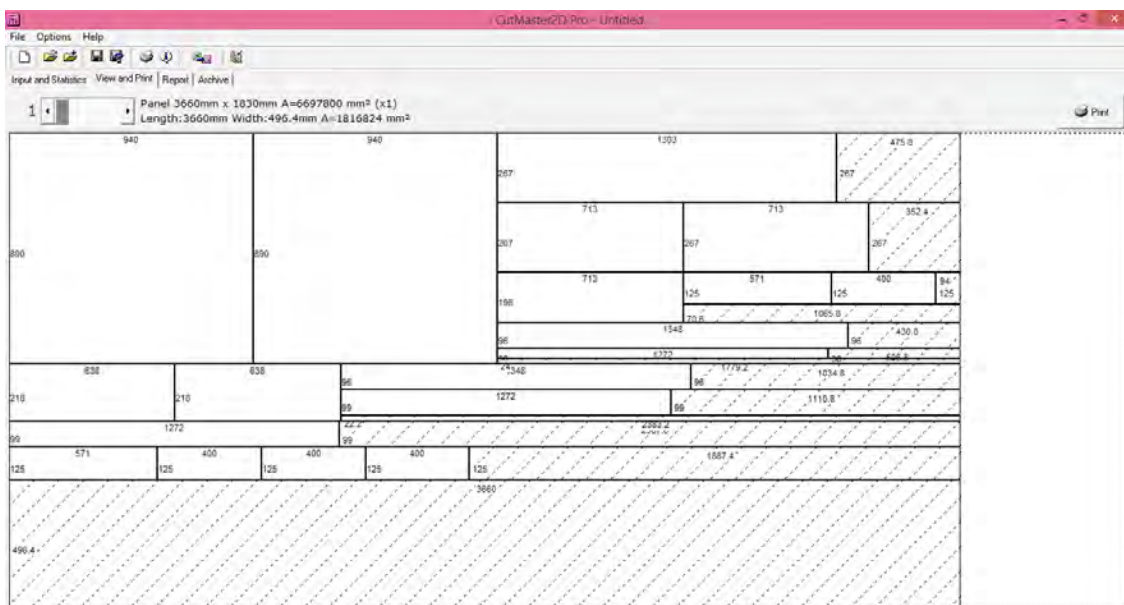 CutMaster2D Pro - Untitled
File Options Help
Input and Statistics View and Print Report Archive
1 Panel 3660mm x 1830mm A=6697800 mm² (x1)
Length:3660mm Width:496.4mm A=1816824 mm²
Print
940 940 1303 475.8
267 267
713 713 352.4
890 890 267 267 267
713 571 400 94
198 125 125 125
70.6 1065.8
1348 430.8
96 96
1272
638 638 1348 1779.2 1034.8
96 96
210 210 1272 1110.8
99 99
1272 22.2
99 99
571 400 400 400 1887.4
125 125 125 125 125
3660
496.4